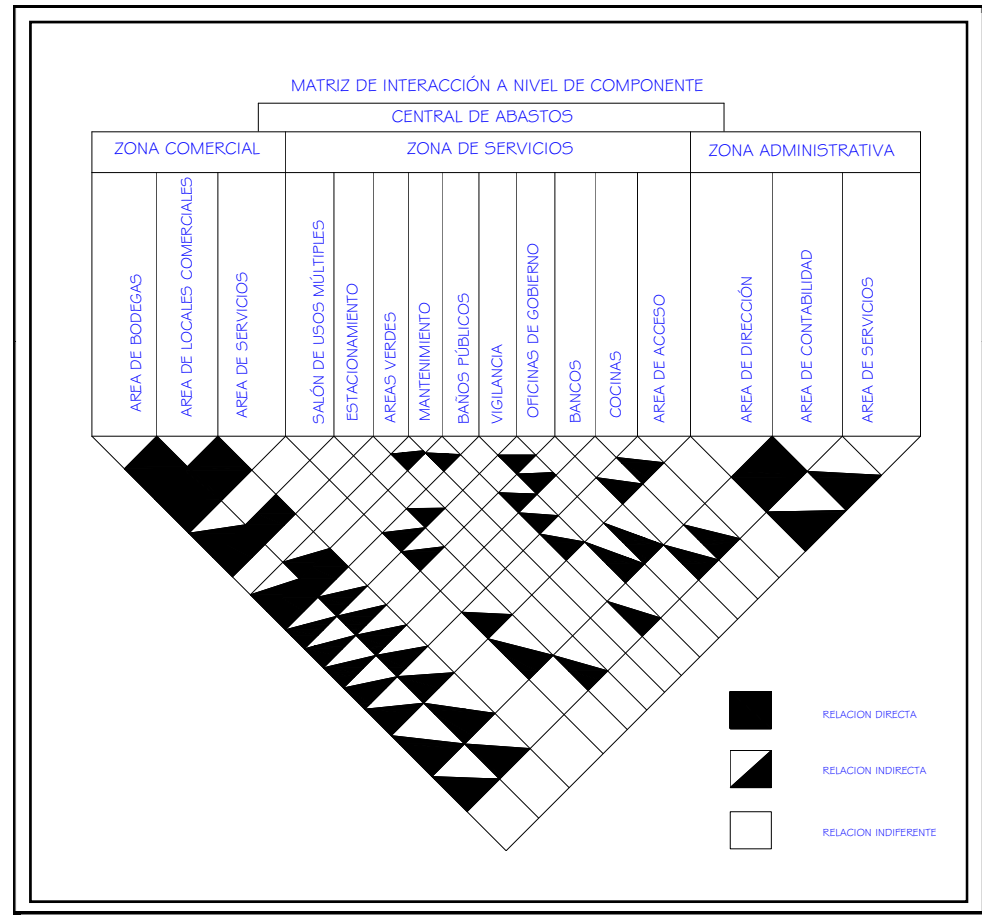 MATRIZ DE INTERACCIÓN A NIVEL DE COMPONENTE
CENTRAL DE ABASTOS
ZONA COMERCIAL
ZONA DE SERVICIOS
ZONA ADMINISTRATIVA
AREA DE BODEGAS
AREA DE LOCALES COMERCIALES
AREA DE SERVICIOS
SALÓN DE USOS MÚLTIPLES
ESTACIONAMIENTO
AREAS VERDES
MANTENIMIENTO
BAÑOS PÚBLICOS
VIGILANCIA
OFICINAS DE GOBIERNO
BANCOS
COCINAS
AREA DE ACCESO
AREA DE DIRECCIÓN
AREA DE CONTABILIDAD
AREA DE SERVICIOS
RELACION DIRECTA
RELACION INDIRECTA
RELACION INDIFERENTE